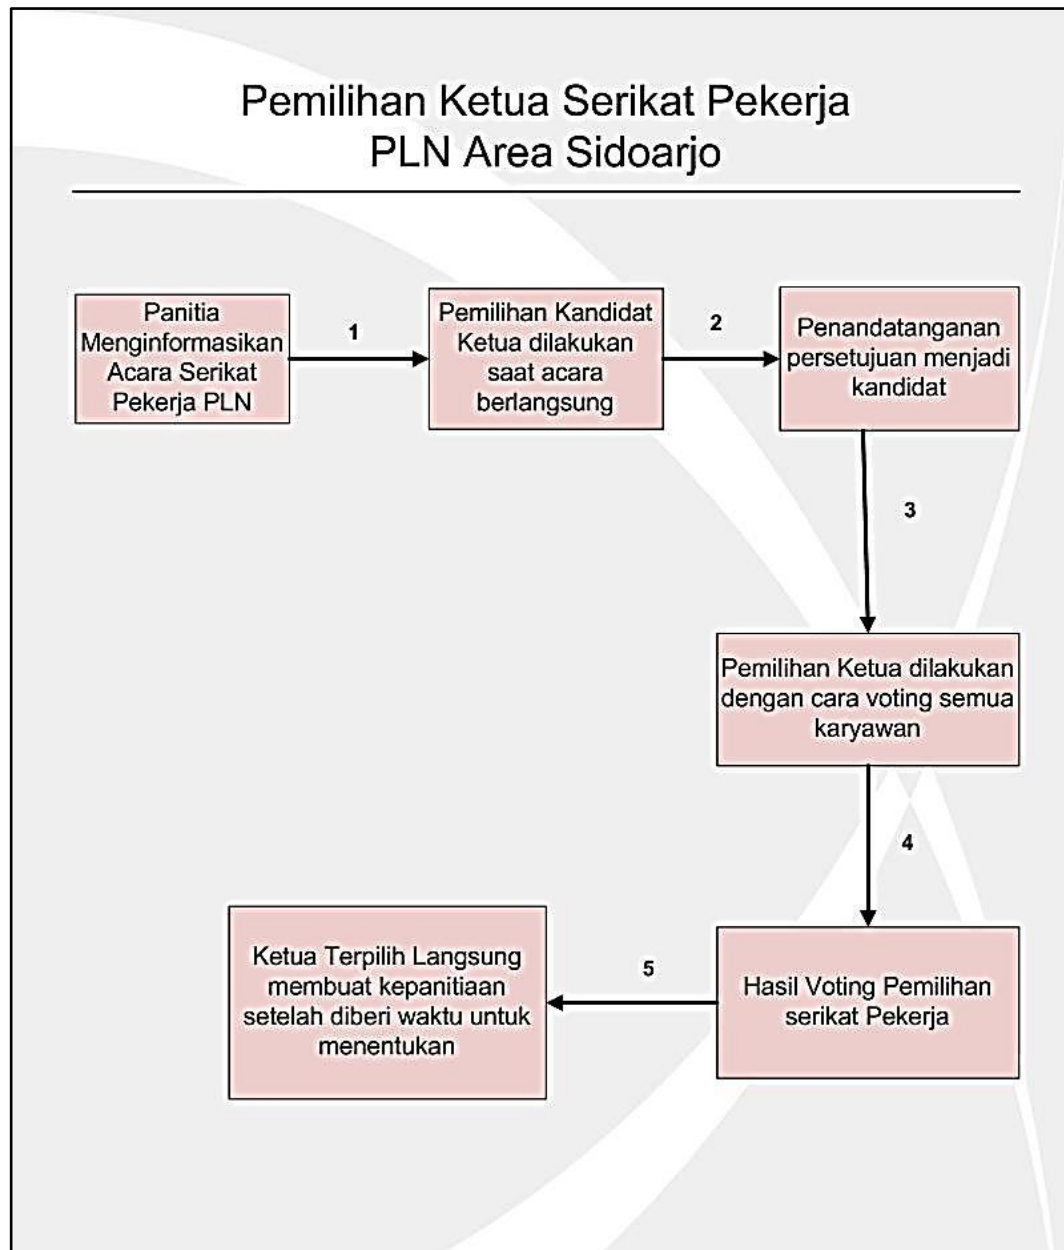 Pemilihan Ketua Serikat Pekerja
PLN Area Sidoarjo
Panitia
Menginformasikan
Acara Serikat
Pekerja PLN
1
Pemilihan Kandidat
Ketua dilakukan
saat acara
berlangsung
2
Penandatanganan
persetujuan menjadi
kandidat
3
Pemilihan Ketua dilakukan
dengan cara voting semua
karyawan
4
Hasil Voting Pemilihan
serikat Pekerja
5
Ketua Terpilih Langsung
membuat kepanitiaan
setelah diberi waktu untuk
menentukan